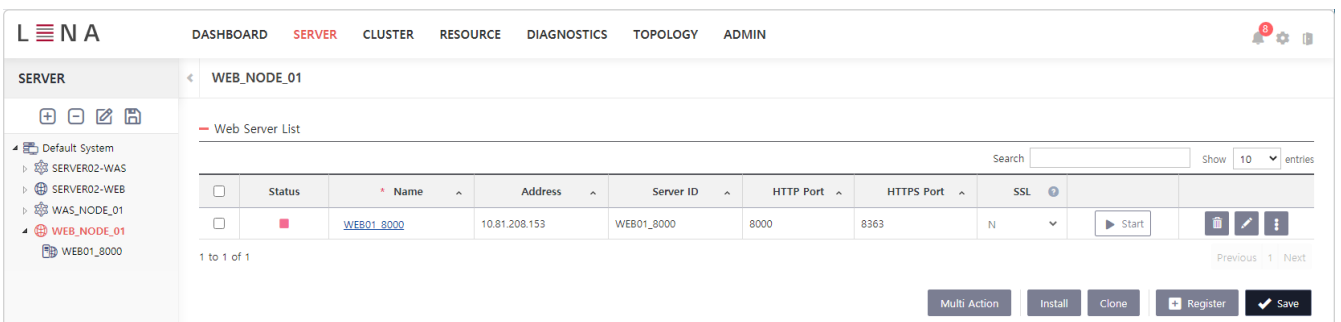 LENA DASHBOARD SERVER CLUSTER RESOURCE DIAGNOSTICS TOPOLOGY ADMIN 8
SERVER
WEB_NODE_01
Default System
SERVER02-WAS
SERVER02-WEB
WAS_NODE_01
WEB_NODE_01
WEB01_8000
Web Server List
Search Show 10 entries
Status * Name Address Server ID HTTP Port HTTPS Port SSL ?
WEB01_8000 10.81.208.153 WEB01_8000 8000 8363 N Start
1 to 1 of 1 Previous 1 Next
Multi Action Install Clone Register Save